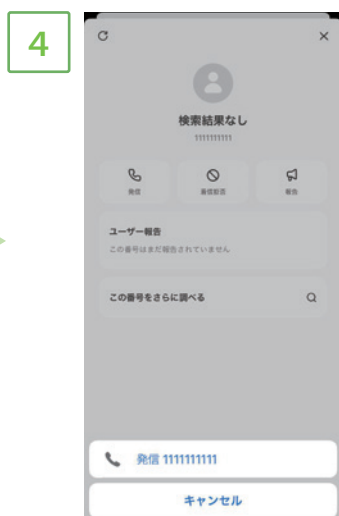 4
検索結果なし
1111111111
発信
着信拒否
報告
ユーザー報告
この番号はまだ報告されていません
この番号をさらに調べる
発信 1111111111
キャンセル